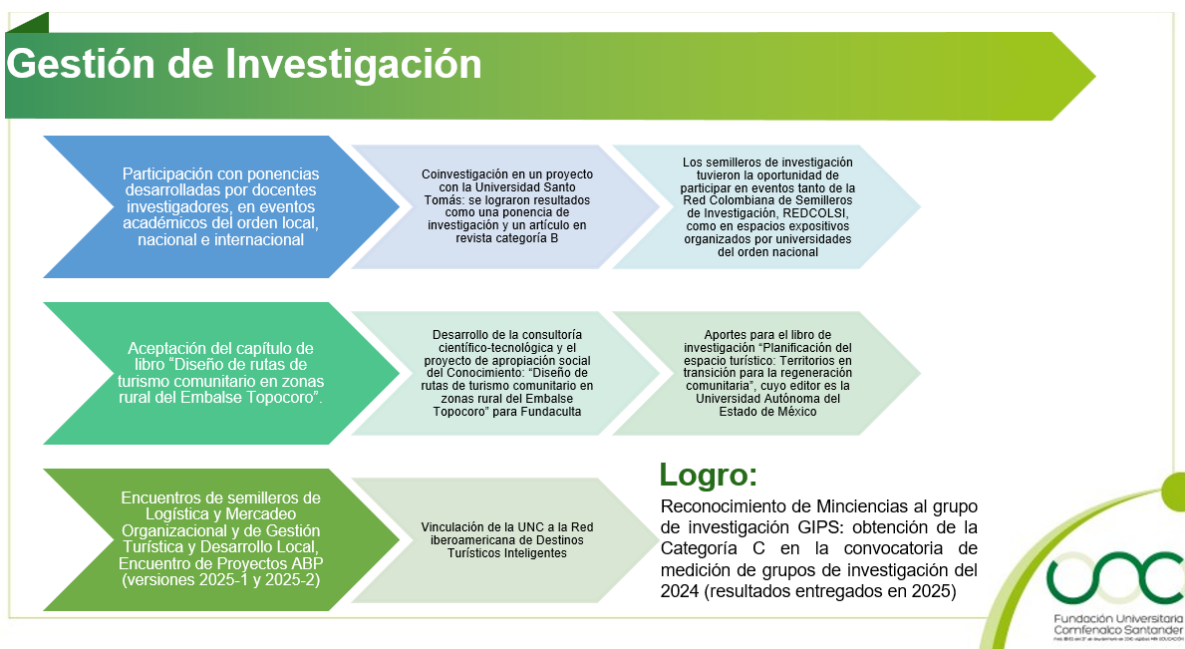 Gestión de Investigación
Participación con ponencias
desarrolladas por docentes
investigadores, en eventos
académicos del orden local,
nacional e internacional
Coinvestigación en un proyecto
con la Universidad Santo
Tomás: se lograron resultados
como una ponencia de
investigación y un artículo en
revista categoría B
Los semilleros de investigación
tuvieron la oportunidad de
participar en eventos tanto de la
Red Colombiana de Semilleros
de Investigación, REDCOLSI,
como en espacios expositivos
organizados por universidades
del orden nacional
Aceptación del capítulo de
libro “Diseño de rutas de
turismo comunitario en zonas
rural del Embalse Topocoro”.
Desarrollo de la consultoría
científico-tecnológica y el
proyecto de apropiación social
del Conocimiento: “Diseño de
rutas de turismo comunitario en
zonas rural del Embalse
Topocoro” para Fundaculta
Aportes para el libro de
investigación “Planificación del
espacio turístico: Territorios en
transición para la regeneración
comunitaria”, cuyo editor es la
Universidad Autónoma del
Estado de México
Encuentros de semilleros de
Logística y Mercadeo
Organizacional y de Gestión
Turística y Desarrollo Local,
Encuentro de Proyectos ABP
(versiones 2025-1 y 2025-2)
Vinculación de la UNC a la Red
iberoamericana de Destinos
Turísticos Inteligentes
Logro:
Reconocimiento de Minciencias al grupo
de investigación GIPS: obtención de la
Categoría C en la convocatoria de
medición de grupos de investigación del
2024 (resultados entregados en 2025)
UNC
Fundación Universitaria
Comfenalco Santander